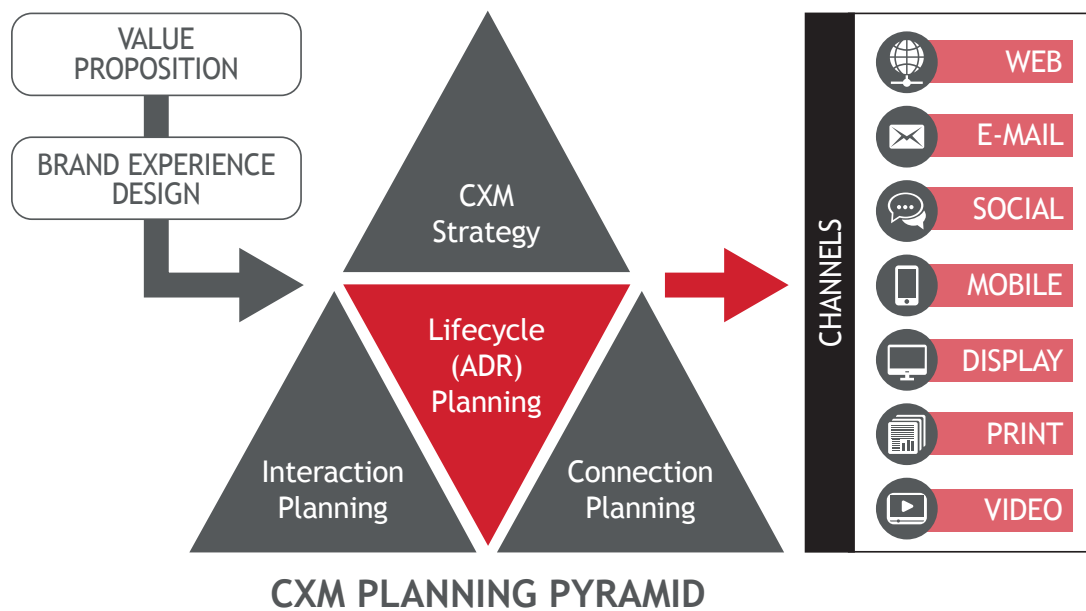 VALUE
PROPOSITION
BRAND EXPERIENCE
DESIGN
CXM
Strategy
Lifecycle
(ADR)
Planning
Interaction
Planning
Connection
Planning
CXM PLANNING PYRAMID
CHANNELS
WEB
E-MAIL
SOCIAL
MOBILE
DISPLAY
PRINT
VIDEO